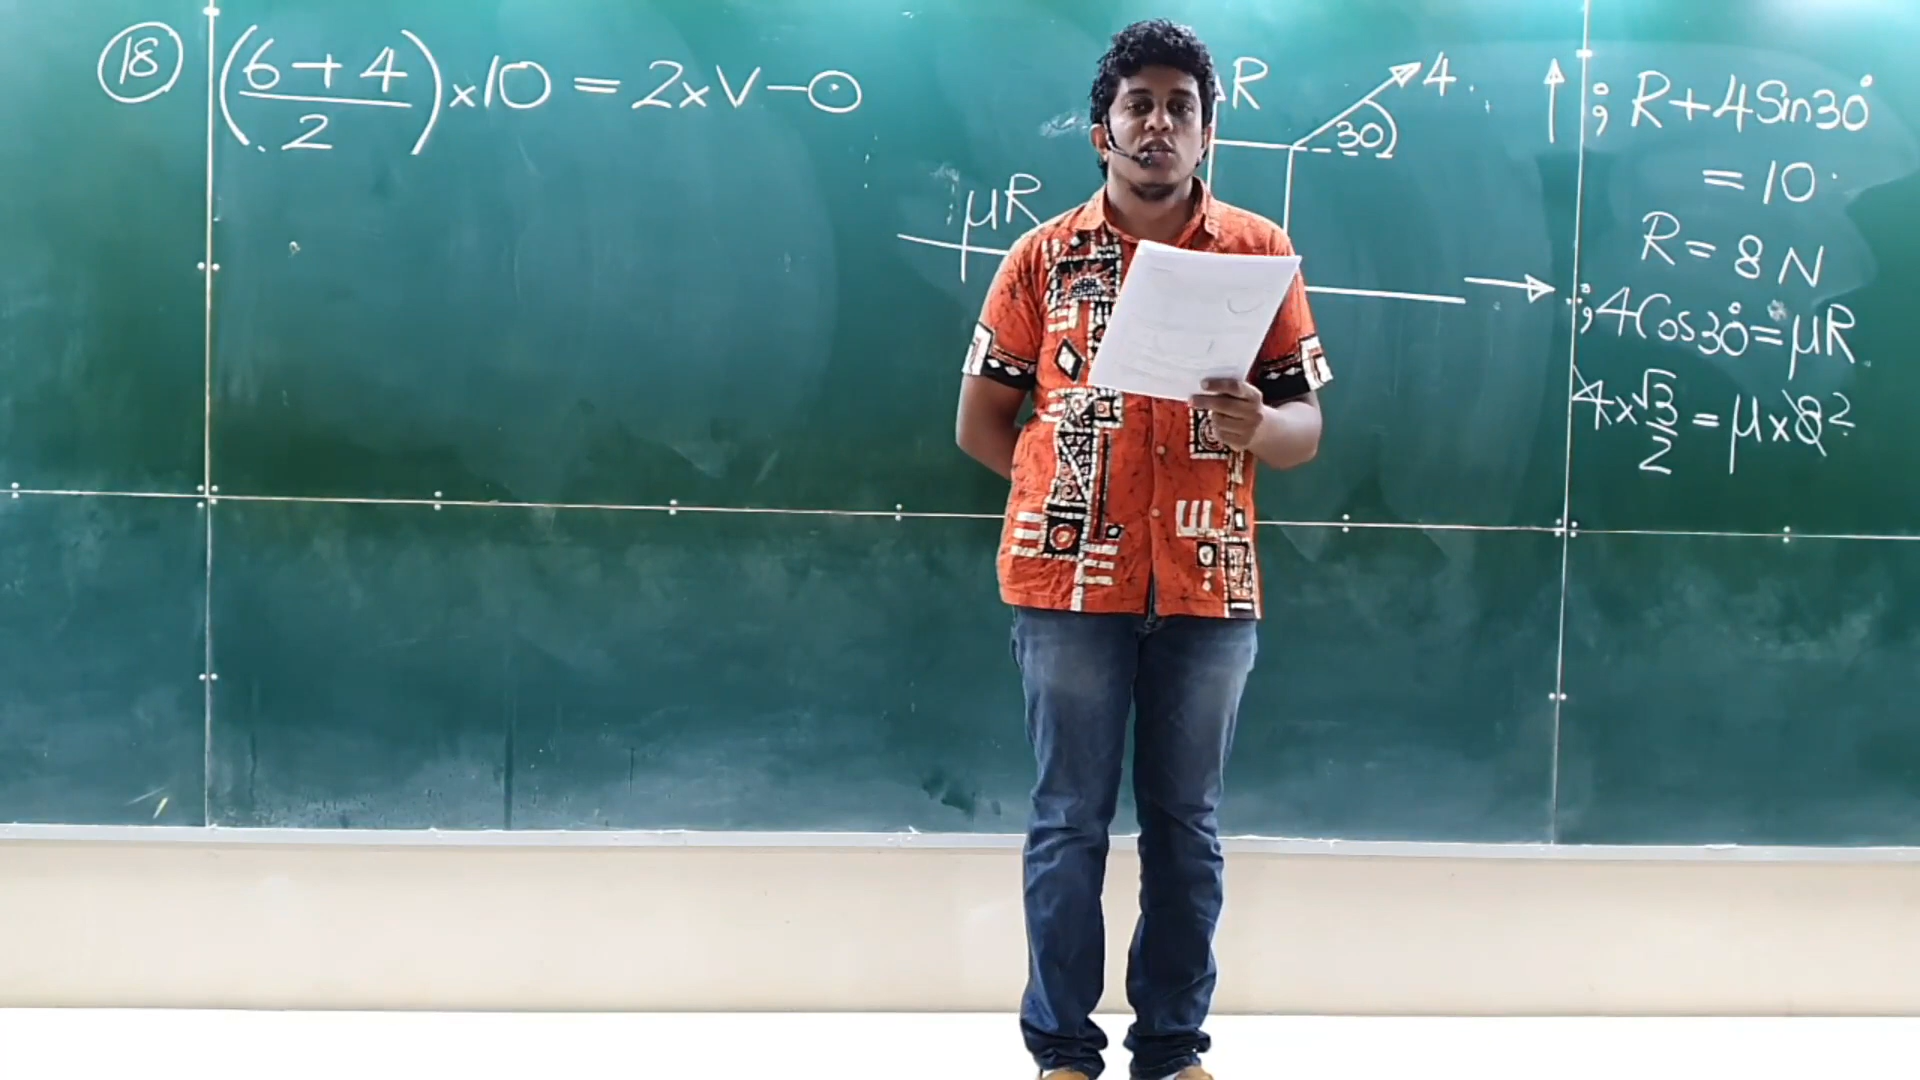 18 (6+4/2)×10 = 2×V−0
R
4
30
μR
; R+4Sin30°
= 10
R = 8 N
; 4Cos30° = μR
4×√3/2 = μ×8 2